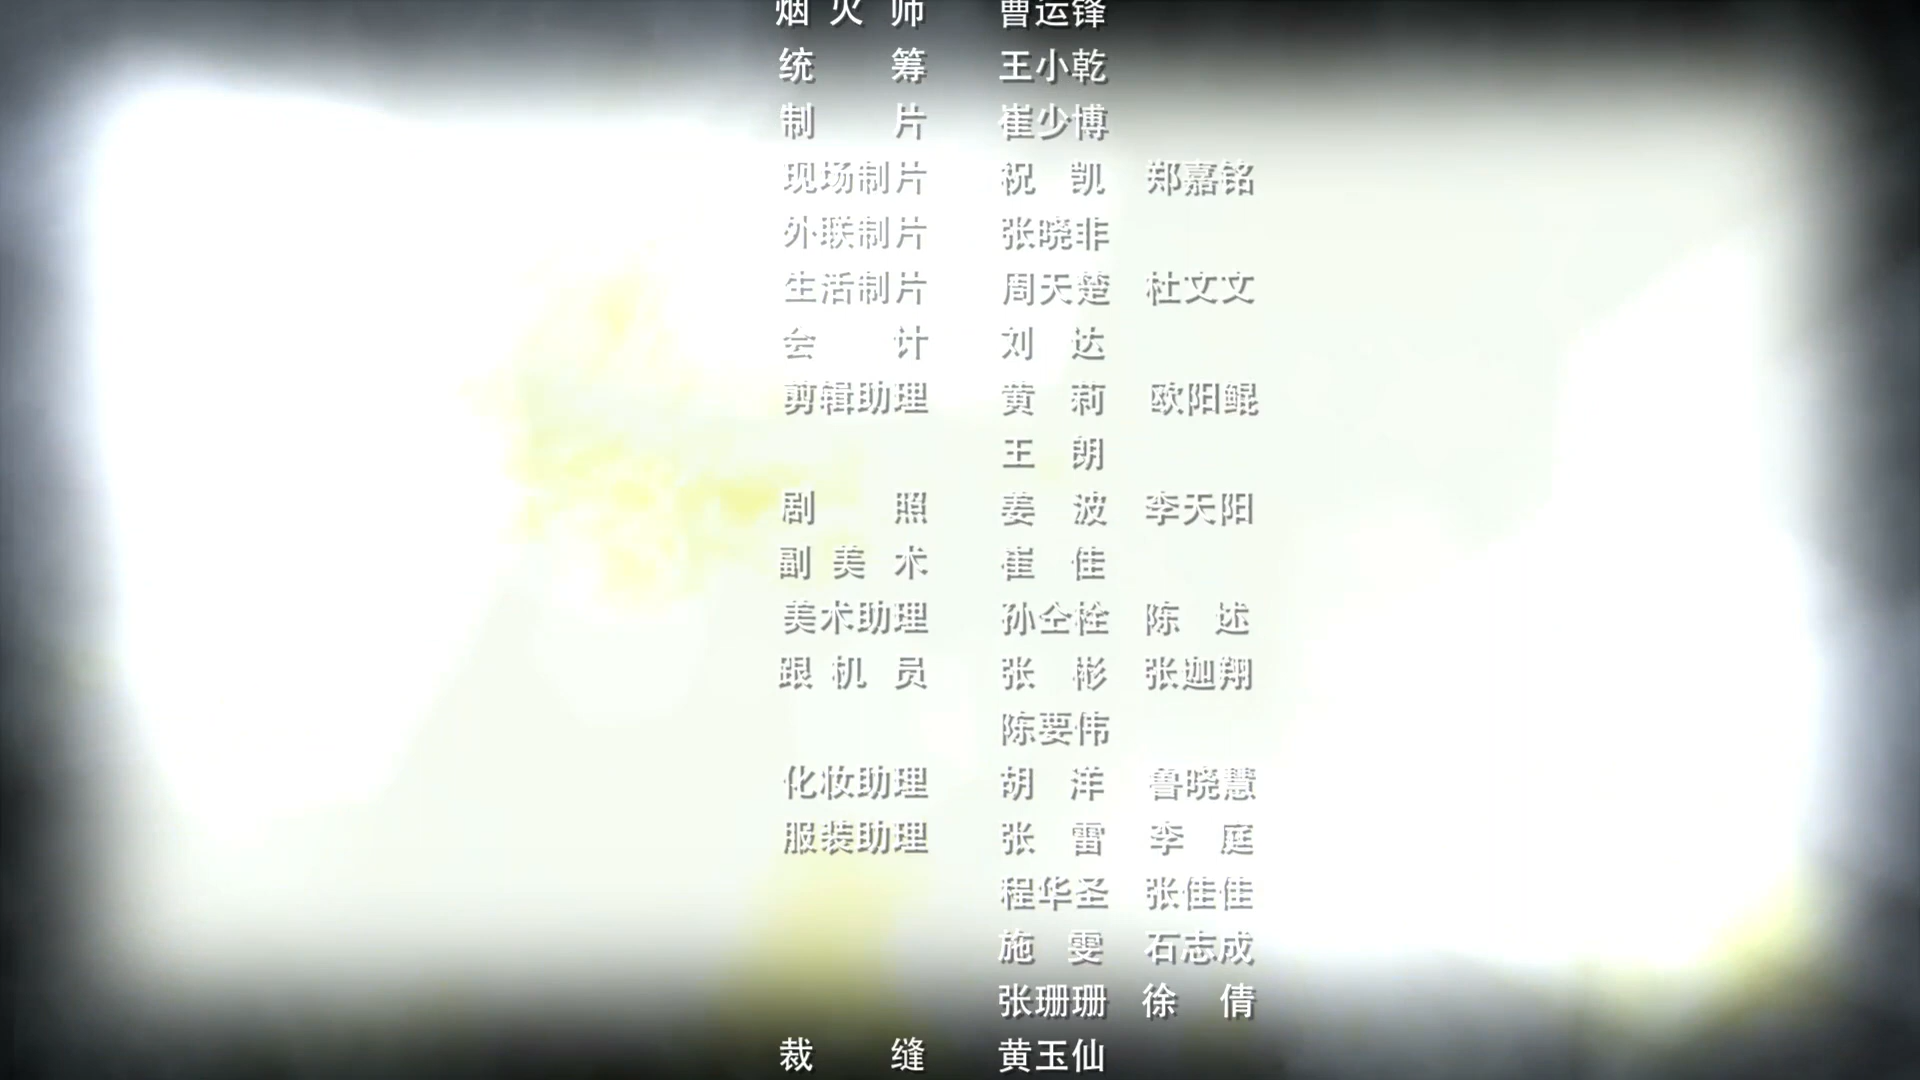 烟火师 曹运锋
统筹 王小乾
制片 崔少博
现场制片 祝凯 郑嘉铭
外联制片 张晓非
生活制片 周天楚 杜文文
会计 刘达
剪辑助理 黄莉 欧阳鲲
王朗
剧照 姜波 李天阳
副美术 崔佳
美术助理 孙仝栓 陈述
跟机员 张彬 张迦翔
陈要伟
化妆助理 胡洋 鲁晓慧
服装助理 张雷 李庭
程华圣 张佳佳
施雯 石志成
张珊珊 徐倩
裁缝 黄玉仙